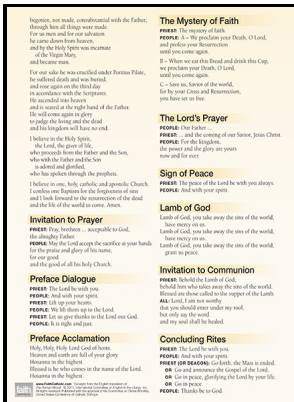 begotten, not made, consubstantial with the Father;
through him all things were made.
For us men and for our salvation
he came down from heaven,
and by the Holy Spirit was incarnate
of the Virgin Mary,
and became man.
For our sake he was crucified under Pontius Pilate,
he suffered death and was buried,
and rose again on the third day
in accordance with the Scriptures.
He ascended into heaven
and is seated at the right hand of the Father.
He will come again in glory
to judge the living and the dead
and his kingdom will have no end.
I believe in the Holy Spirit,
the Lord, the giver of life,
who proceeds from the Father and the Son,
who with the Father and the Son
is adored and glorified,
who has spoken through the prophets.
I believe in one, holy, catholic and apostolic Church.
I confess one Baptism for the forgiveness of sins
and I look forward to the resurrection of the dead
and the life of the world to come. Amen.
Invitation to Prayer
PRIEST: Pray, brethren ... acceptable to God,
the almighty Father.
PEOPLE: May the Lord accept the sacrifice at your hands
for the praise and glory of his name,
for our good
and the good of all his holy Church.
Preface Dialogue
PRIEST: The Lord be with you.
PEOPLE: And with your spirit.
PRIEST: Lift up your hearts.
PEOPLE: We lift them up to the Lord.
PRIEST: Let us give thanks to the Lord our God.
PEOPLE: It is right and just.
Preface Acclamation
Holy, Holy, Holy Lord God of hosts.
Heaven and earth are full of your glory.
Hosanna in the highest.
Blessed is he who comes in the name of the Lord.
Hosanna in the highest.
www.FaithCatholic.com
The Mystery of Faith
PRIEST: The mystery of faith.
PEOPLE: A – We proclaim your Death, O Lord,
and profess your Resurrection
until you come again.
B – When we eat this Bread and drink this Cup,
we proclaim your Death, O Lord,
until you come again.
C – Save us, Savior of the world,
for by your Cross and Resurrection,
you have set us free.
The Lord's Prayer
PEOPLE: Our Father ...
PRIEST: ... and the coming of our Savior, Jesus Christ.
PEOPLE: For the kingdom,
the power and the glory are yours
now and for ever.
Sign of Peace
PRIEST: The peace of the Lord be with you always.
PEOPLE: And with your spirit.
Lamb of God
Lamb of God, you take away the sins of the world,
have mercy on us.
Lamb of God, you take away the sins of the world,
have mercy on us.
Lamb of God, you take away the sins of the world,
grant us peace.
Invitation to Communion
PRIEST: Behold the Lamb of God,
behold him who takes away the sins of the world.
Blessed are those called to the supper of the Lamb.
ALL: Lord, I am not worthy
that you should enter under my roof,
but only say the word
and my soul shall be healed.
Concluding Rites
PRIEST: The Lord be with you.
PEOPLE: And with your spirit.
PRIEST (OR DEACON): Go forth, the Mass is ended.
OR Go and announce the Gospel of the Lord.
OR Go in peace, glorifying the Lord by your life.
OR Go in peace.
PEOPLE: Thanks be to God.